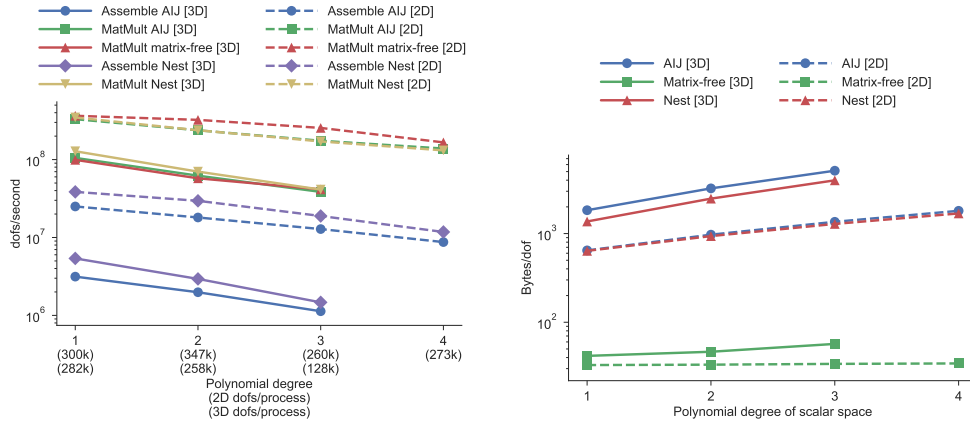 Assemble AIJ [3D]
MatMult AIJ [3D]
MatMult matrix-free [3D]
Assemble Nest [3D]
MatMult Nest [3D]
Assemble AIJ [2D]
MatMult AIJ [2D]
MatMult matrix-free [2D]
Assemble Nest [2D]
MatMult Nest [2D]
dofs/second
10^8
10^7
10^6
1 2 3 4
(300k) (347k) (260k) (273k)
(282k) (258k) (128k)
Polynomial degree
(2D dofs/process)
(3D dofs/process)
AIJ [3D]
Matrix-free [3D]
Nest [3D]
AIJ [2D]
Matrix-free [2D]
Nest [2D]
Bytes/dof
10^3
10^2
1 2 3 4
Polynomial degree of scalar space